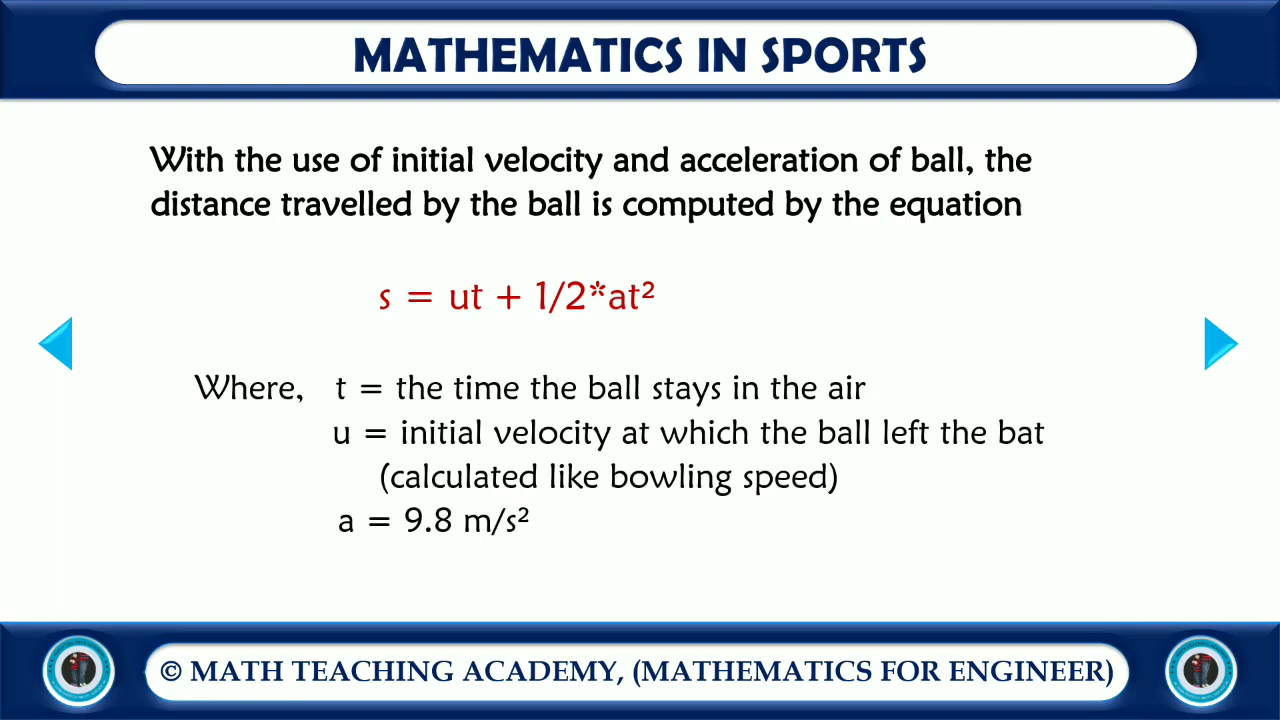 MATHEMATICS IN SPORTS
With the use of initial velocity and acceleration of ball, the
distance travelled by the ball is computed by the equation
s = ut + 1/2*at²
Where, t = the time the ball stays in the air
u = initial velocity at which the ball left the bat
(calculated like bowling speed)
a = 9.8 m/s²
© MATH TEACHING ACADEMY, (MATHEMATICS FOR ENGINEER)